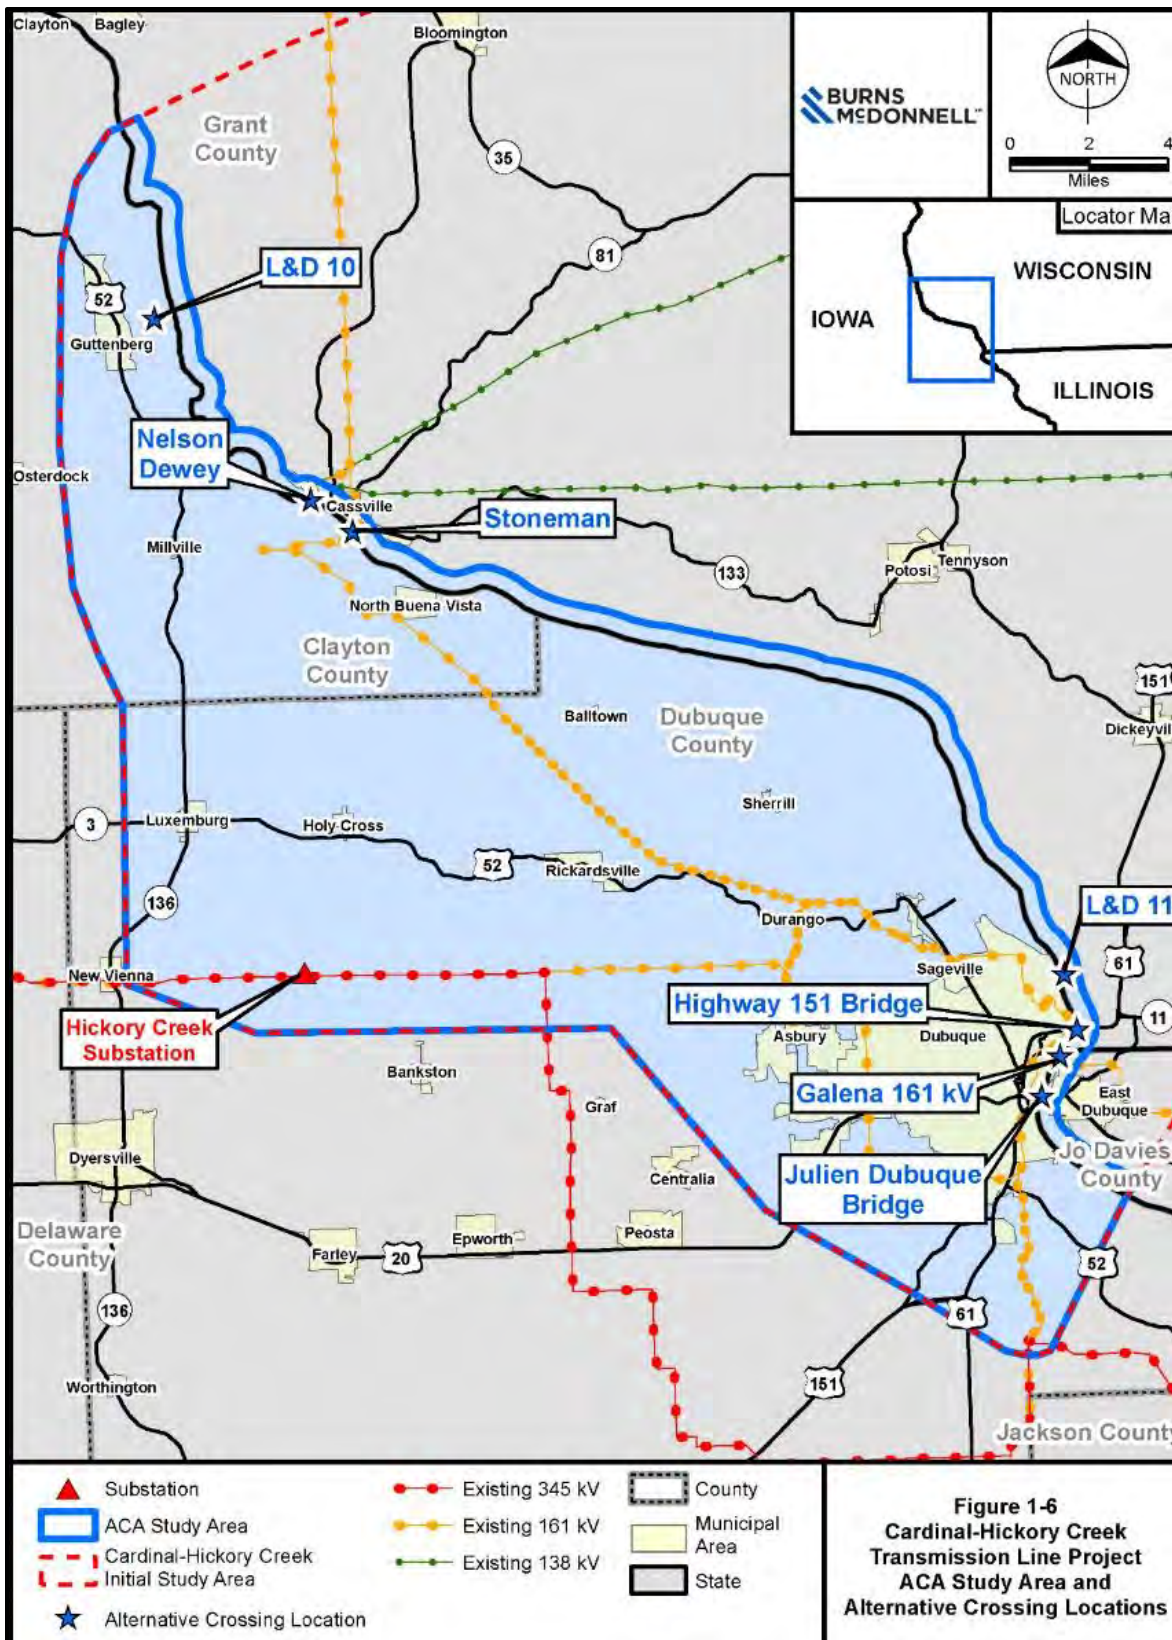 Clayton
Bagley
Bloomington
BURNS
McDONNELL
NORTH
0 2 4
Miles
Grant
County
35
Locator Ma
81
WISCONSIN
IOWA
ILLINOIS
L&D 10
52
Guttenberg
Nelson
Dewey
Osterdock
Cassville
Stoneman
Millville
133
Potosi
Tennyson
North Buena Vista
Clayton
County
151
Balltown
Dubuque
County
Dickeyvil
Sherrill
3
Luxemburg
Holy Cross
52
Rickardsville
136
L&D 11
Durango
New Vienna
Sageville
61
Highway 151 Bridge
Hickory Creek
Substation
11
Asbury
Dubuque
Bankston
Galena 161 kV
East
Dubuque
Graf
Dyersville
Centralia
Julien Dubuque
Bridge
Jo Davies
County
Delaware
County
Farley
20
Epworth
Peosta
52
136
61
151
Worthington
Jackson County
Substation
ACA Study Area
Cardinal-Hickory Creek
Initial Study Area
Alternative Crossing Location
Existing 345 kV
Existing 161 kV
Existing 138 kV
County
Municipal
Area
State
Figure 1-6
Cardinal-Hickory Creek
Transmission Line Project
ACA Study Area and
Alternative Crossing Locations